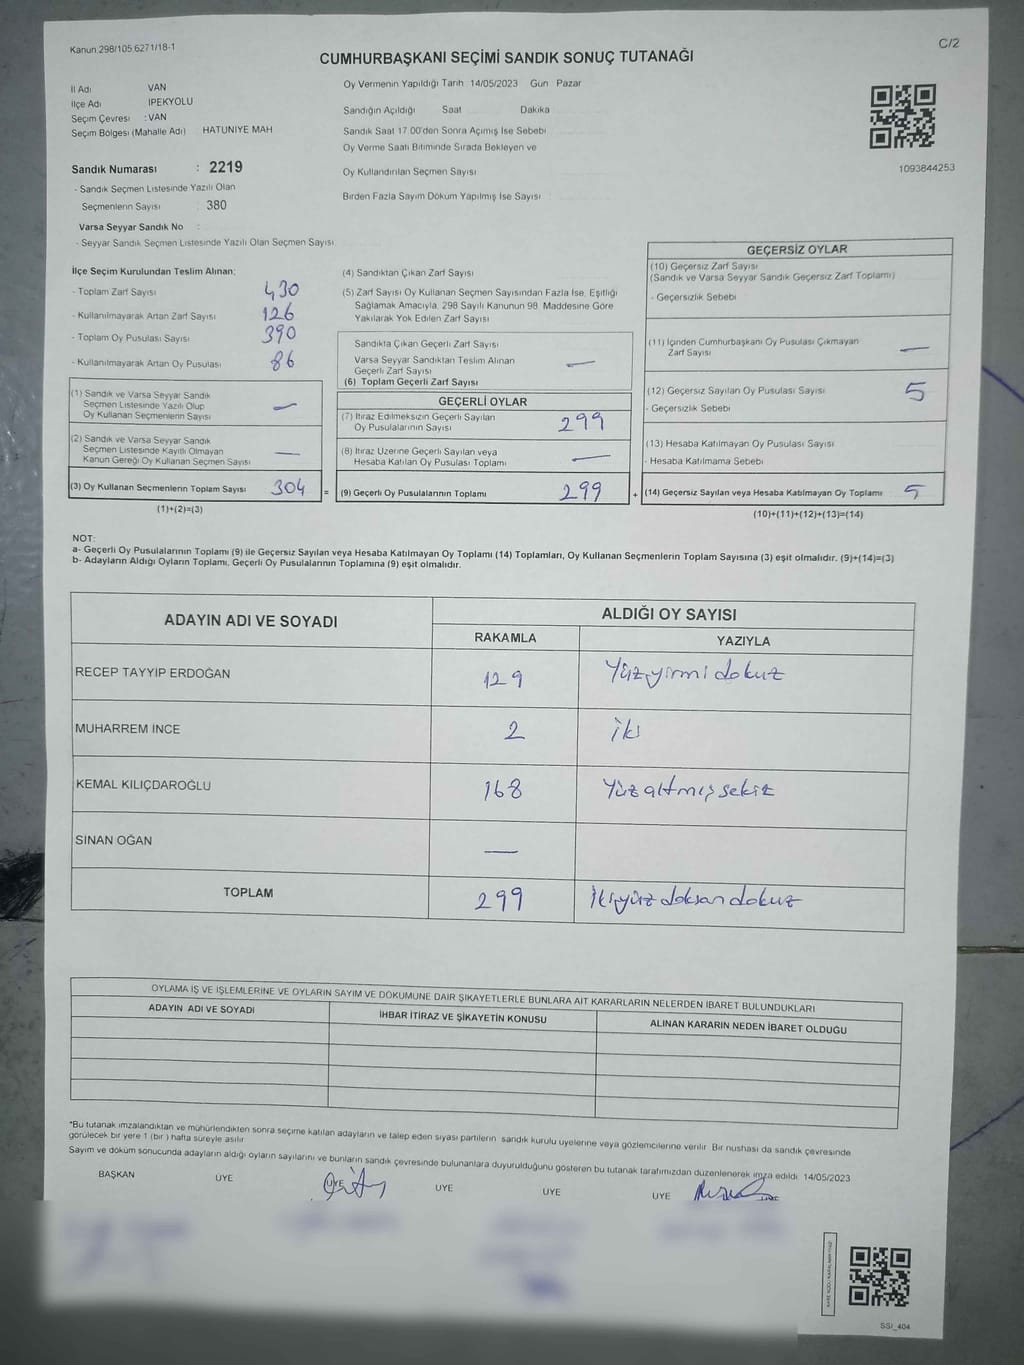 Kanun 298/105,6271/18-1
C/2
CUMHURBAŞKANI SEÇİMİ SANDIK SONUÇ TUTANAĞI
İl Adı VAN
İlçe Adı İPEKYOLU
Seçim Çevresi : VAN
Seçim Bölgesi (Mahalle Adı) HATUNİYE MAH
Sandık Numarası : 2219
- Sandık Seçmen Listesinde Yazılı Olan
Seçmenlerin Sayısı 380
Varsa Seyyar Sandık No :
- Seyyar Sandık Seçmen Listesinde Yazılı Olan Seçmen Sayısı
Oy Vermenin Yapıldığı Tarih 14/05/2023 Gün Pazar
Sandığın Açıldığı Saat Dakika
Sandık Saat 17.00'den Sonra Açılmış İse Sebebi
Oy Verme Saati Bitiminde Sırada Bekleyen ve
Oy Kullandırılan Seçmen Sayısı
Birden Fazla Sayım Döküm Yapılmış İse Sayısı :
1093844253
İlçe Seçim Kurulundan Teslim Alınan;
- Toplam Zarf Sayısı 430
- Kullanılmayarak Artan Zarf Sayısı 126
- Toplam Oy Pusulası Sayısı 390
- Kullanılmayarak Artan Oy Pusulası 86
(1) Sandık ve Varsa Seyyar Sandık
Seçmen Listesinde Yazılı Olup
Oy Kullanan Seçmenlerin Sayısı —
(2) Sandık ve Varsa Seyyar Sandık
Seçmen Listesinde Kayıtlı Olmayan
Kanun Gereği Oy Kullanan Seçmen Sayısı —
(3) Oy Kullanan Seçmenlerin Toplam Sayısı 304
(1)+(2)=(3)
=
(4) Sandıktan Çıkan Zarf Sayısı
(5) Zarf Sayısı Oy Kullanan Seçmen Sayısından Fazla İse, Eşitliği
Sağlamak Amacıyla, 298 Sayılı Kanunun 98. Maddesine Göre
Yakılarak Yok Edilen Zarf Sayısı
Sandıkta Çıkan Geçerli Zarf Sayısı
Varsa Seyyar Sandıktan Teslim Alınan
Geçerli Zarf Sayısı —
(6) Toplam Geçerli Zarf Sayısı
GEÇERLİ OYLAR
(7) İtiraz Edilmeksizin Geçerli Sayılan
Oy Pusulalarının Sayısı 299
(8) İtiraz Üzerine Geçerli Sayılan veya
Hesaba Katılan Oy Pusulası Toplamı —
(9) Geçerli Oy Pusulalarının Toplamı 299
+
GEÇERSİZ OYLAR
(10) Geçersiz Zarf Sayısı
(Sandık ve Varsa Seyyar Sandık Geçersiz Zarf Toplamı)
- Geçersizlik Sebebi
(11) İçinden Cumhurbaşkanı Oy Pusulası Çıkmayan
Zarf Sayısı —
(12) Geçersiz Sayılan Oy Pusulası Sayısı 5
- Geçersizlik Sebebi
(13) Hesaba Katılmayan Oy Pusulası Sayısı
- Hesaba Katılmama Sebebi
(14) Geçersiz Sayılan veya Hesaba Katılmayan Oy Toplamı 5
(10)+(11)+(12)+(13)=(14)
NOT:
a- Geçerli Oy Pusulalarının Toplamı (9) ile Geçersiz Sayılan veya Hesaba Katılmayan Oy Toplamı (14) Toplamları, Oy Kullanan Seçmenlerin Toplam Sayısına (3) eşit olmalıdır. (9)+(14)=(3)
b- Adayların Aldığı Oyların Toplamı, Geçerli Oy Pusulalarının Toplamına (9) eşit olmalıdır.
ADAYIN ADI VE SOYADI ALDIĞI OY SAYISI
RAKAMLA YAZIYLA
RECEP TAYYİP ERDOĞAN 129 Yüzyirmi dokuz
MUHARREM İNCE 2 iki
KEMAL KILIÇDAROĞLU 168 Yüz altmış sekiz
SİNAN OĞAN —
TOPLAM 299 İkiyüz doksan dokuz
OYLAMA İŞ VE İŞLEMLERİNE VE OYLARIN SAYIM VE DÖKÜMÜNE DAİR ŞİKAYETLERLE BUNLARA AİT KARARLARIN NELERDEN İBARET BULUNDUKLARI
ADAYIN ADI VE SOYADI İHBAR İTİRAZ VE ŞİKAYETİN KONUSU ALINAN KARARIN NEDEN İBARET OLDUĞU
*Bu tutanak imzalandıktan ve mühürlendikten sonra seçime katılan adayların ve talep eden siyasi partilerin sandık kurulu üyelerine veya gözlemcilerine verilir. Bir nushası da sandık çevresinde
görülecek bir yere 1 (bir) hafta süreyle asılır
Sayım ve döküm sonucunda adayların aldığı oyların sayılarını ve bunların sandık çevresinde bulunanlara duyurulduğunu gösteren bu tutanak tarafımızdan düzenlenerek imza edildi 14/05/2023
BAŞKAN ÜYE ÜYE ÜYE ÜYE ÜYE
SSI_404